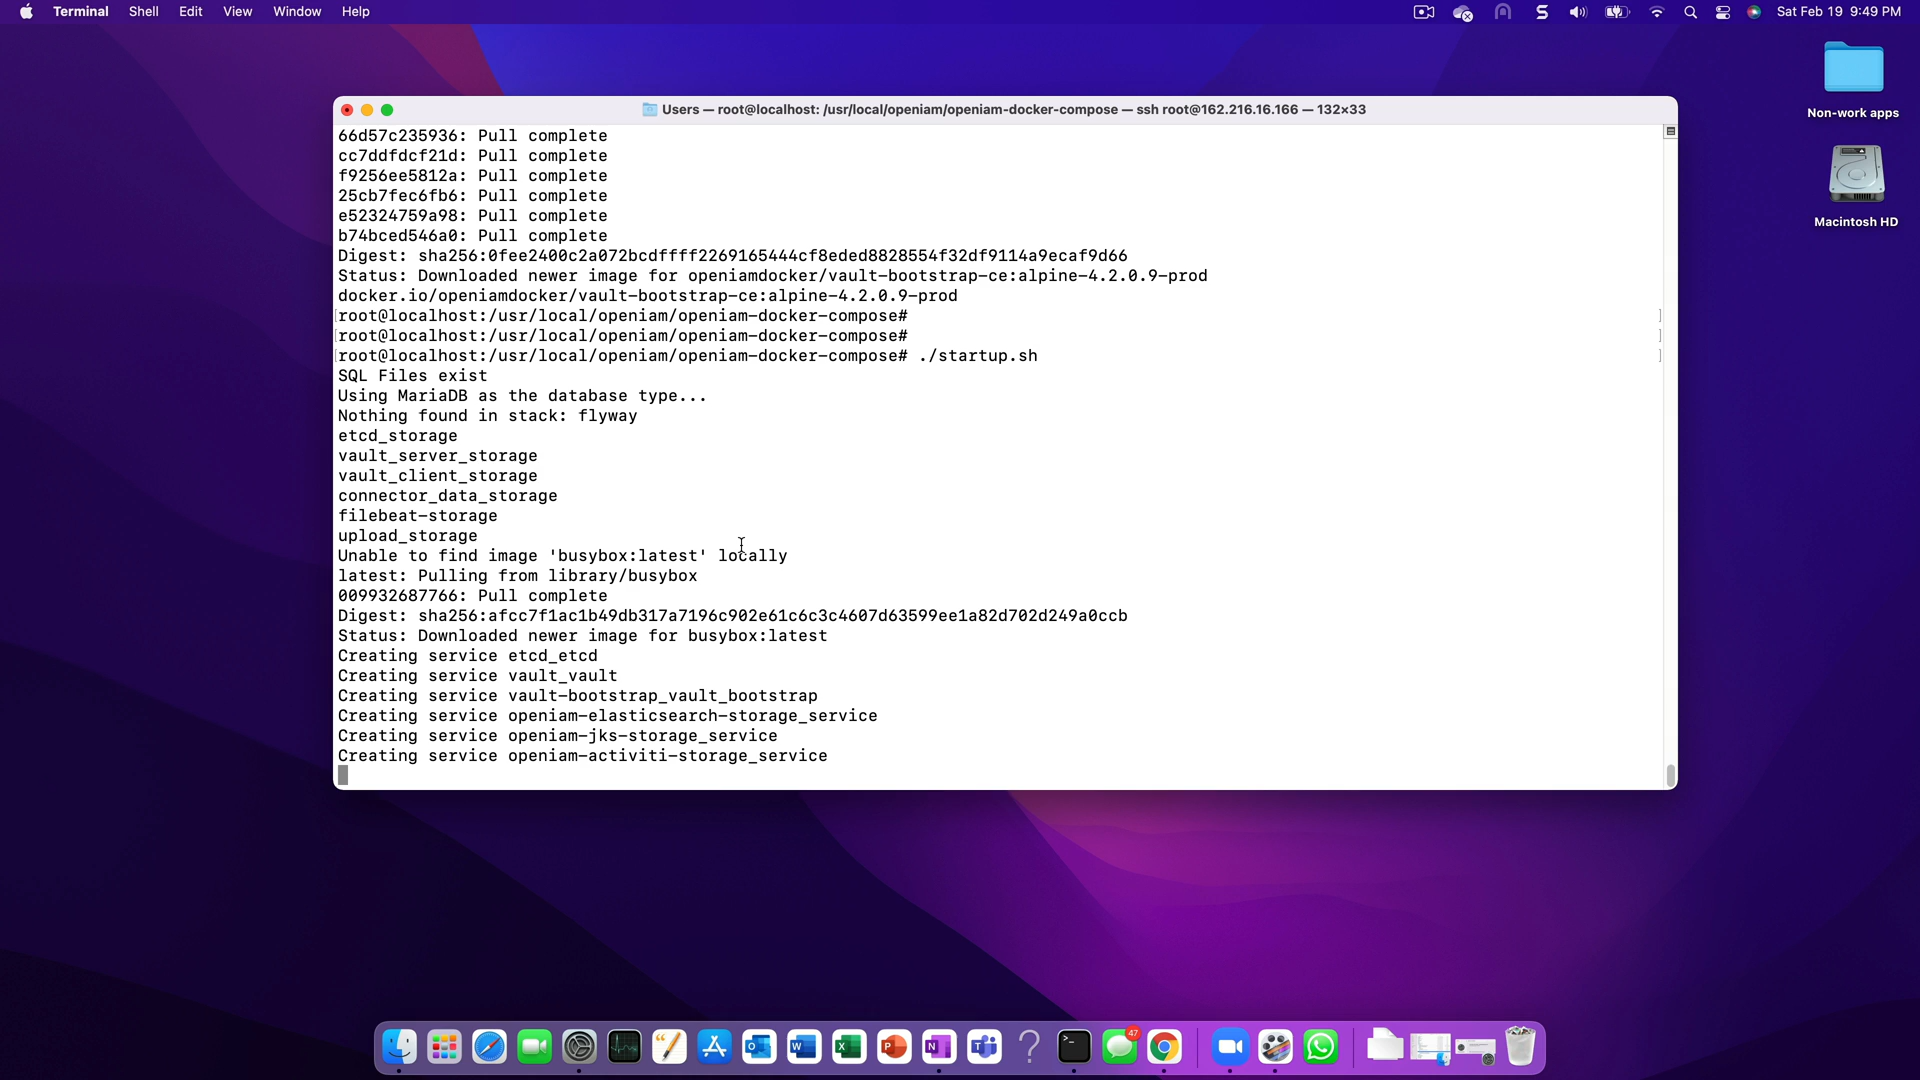 Terminal Shell Edit View Window Help
Sat Feb 19 9:49 PM
Non-work apps
Macintosh HD
Users — root@localhost: /usr/local/openiam/openiam-docker-compose — ssh root@162.216.16.166 — 132×33
66d57c235936: Pull complete
cc7ddfdcf21d: Pull complete
f9256ee5812a: Pull complete
25cb7fec6fb6: Pull complete
e52324759a98: Pull complete
b74bced546a0: Pull complete
Digest: sha256:0fee2400c2a072bcdffff2269165444cf8eded8828554f32df9114a9ecaf9d66
Status: Downloaded newer image for openiamdocker/vault-bootstrap-ce:alpine-4.2.0.9-prod
docker.io/openiamdocker/vault-bootstrap-ce:alpine-4.2.0.9-prod
[root@localhost:/usr/local/openiam/openiam-docker-compose# ]
[root@localhost:/usr/local/openiam/openiam-docker-compose# ]
[root@localhost:/usr/local/openiam/openiam-docker-compose# ./startup.sh ]
SQL Files exist
Using MariaDB as the database type...
Nothing found in stack: flyway
etcd_storage
vault_server_storage
vault_client_storage
connector_data_storage
filebeat-storage
upload_storage
Unable to find image 'busybox:latest' locally
latest: Pulling from library/busybox
009932687766: Pull complete
Digest: sha256:afcc7f1ac1b49db317a7196c902e61c6c3c4607d63599ee1a82d702d249a0ccb
Status: Downloaded newer image for busybox:latest
Creating service etcd_etcd
Creating service vault_vault
Creating service vault-bootstrap_vault_bootstrap
Creating service openiam-elasticsearch-storage_service
Creating service openiam-jks-storage_service
Creating service openiam-activiti-storage_service
47